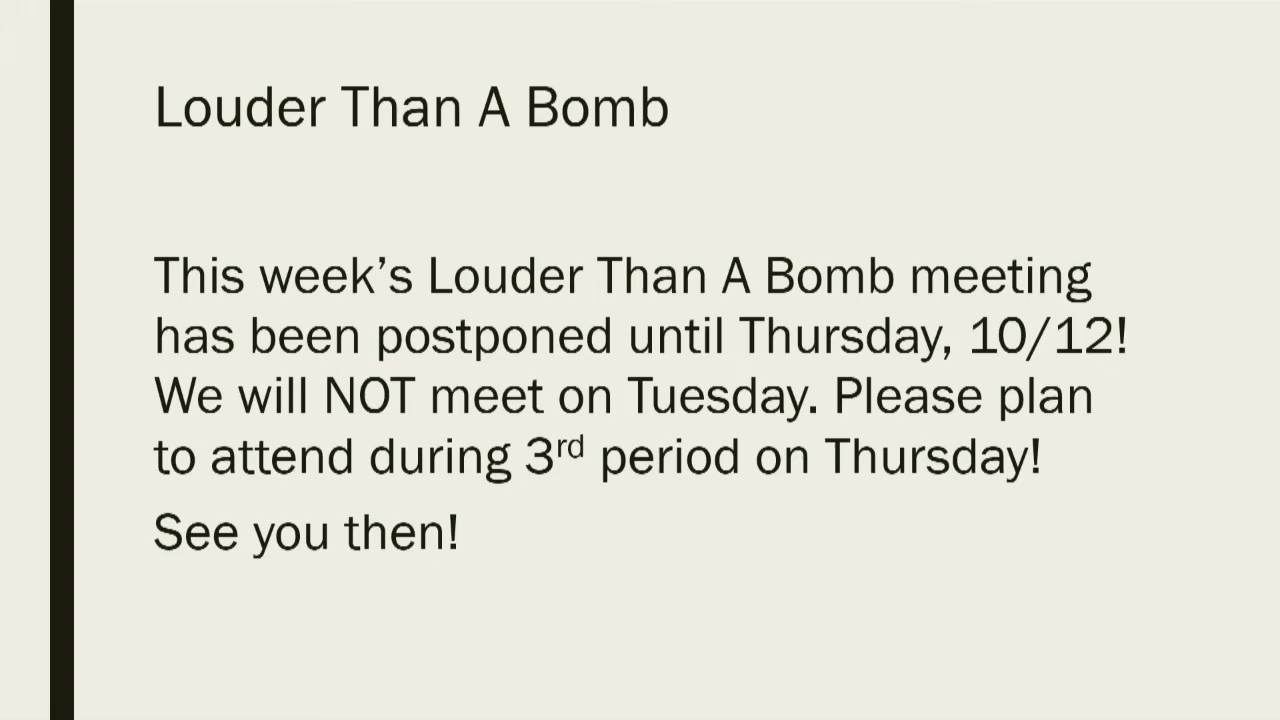 Louder Than A Bomb
This week’s Louder Than A Bomb meeting
has been postponed until Thursday, 10/12!
We will NOT meet on Tuesday. Please plan
to attend during 3rd period on Thursday!
See you then!